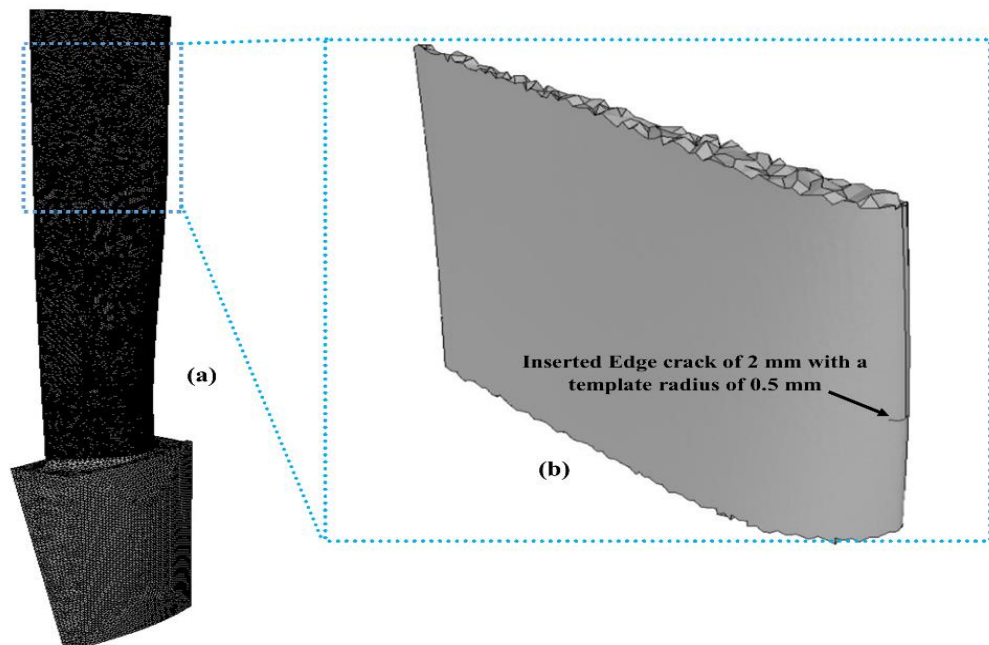 (a)
Inserted Edge crack of 2 mm with a
template radius of 0.5 mm
(b)